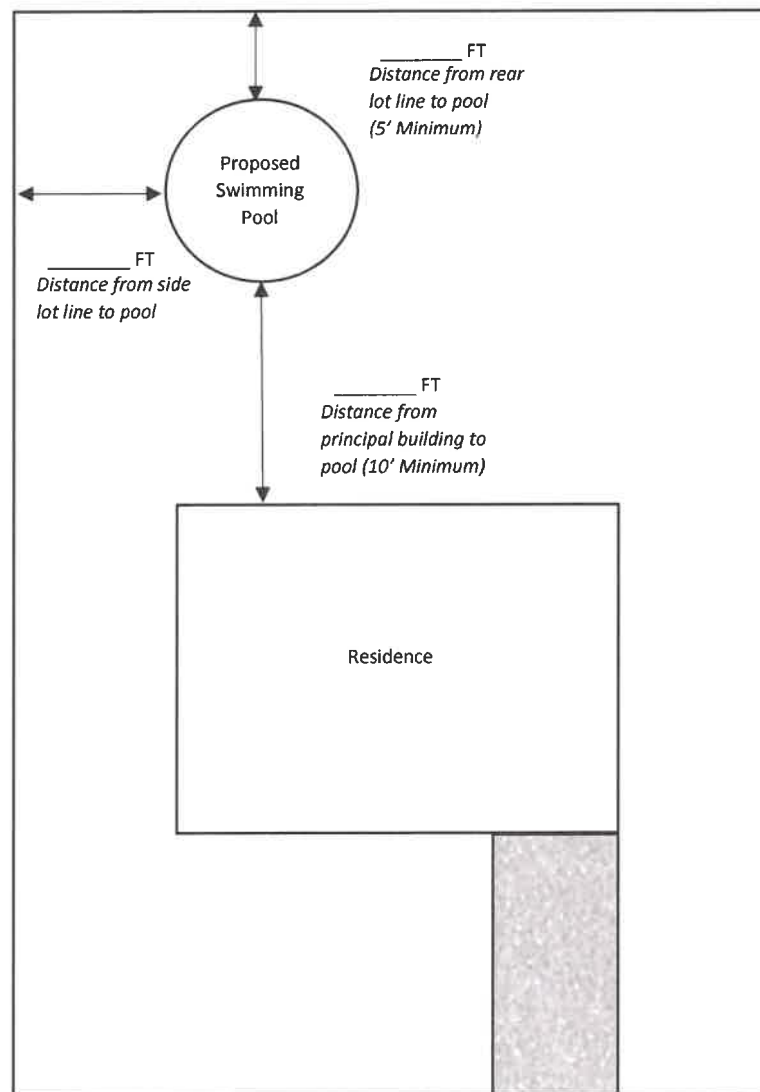 ________ FT
Distance from rear
lot line to pool
(5' Minimum)
Proposed
Swimming
Pool
________ FT
Distance from side
lot line to pool
________ FT
Distance from
principal building to
pool (10' Minimum)
Residence